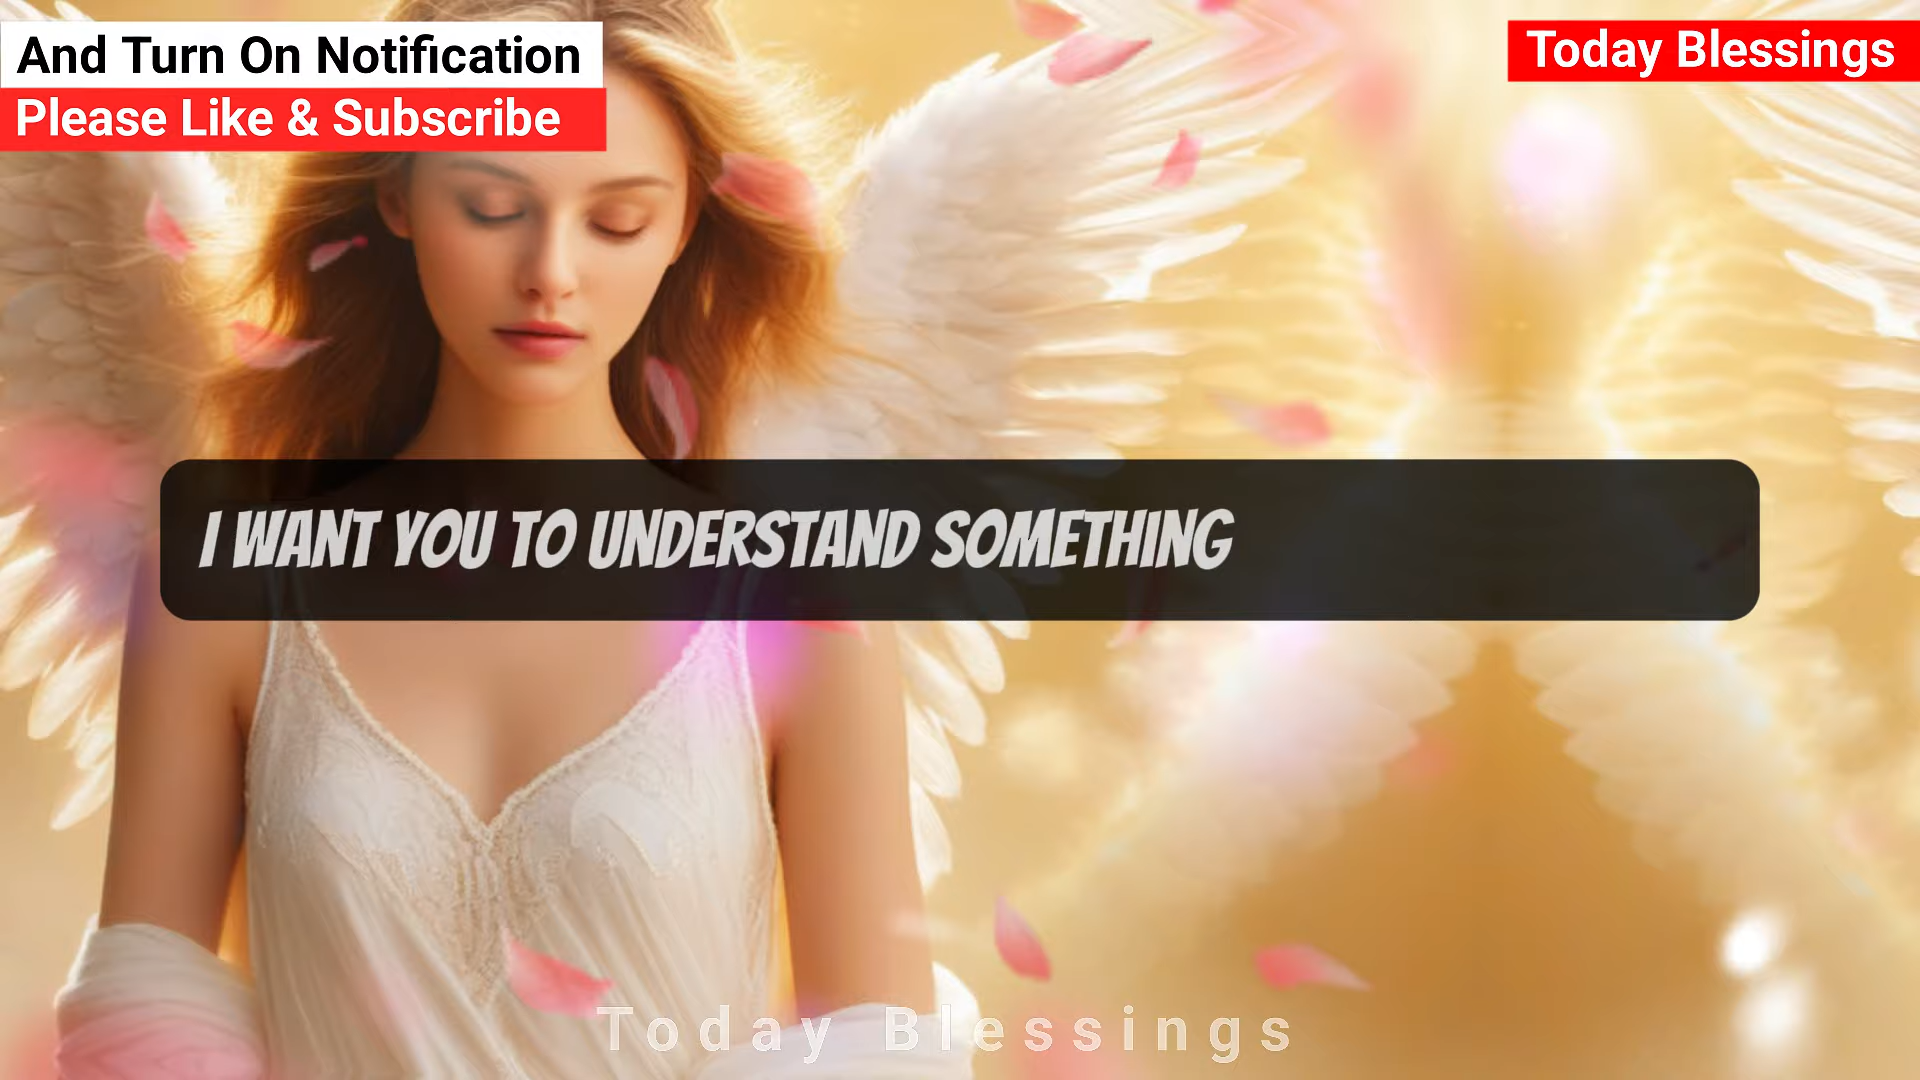 And Turn On Notification
Please Like & Subscribe
Today Blessings
I WANT YOU TO UNDERSTAND SOMETHING
Today Blessings